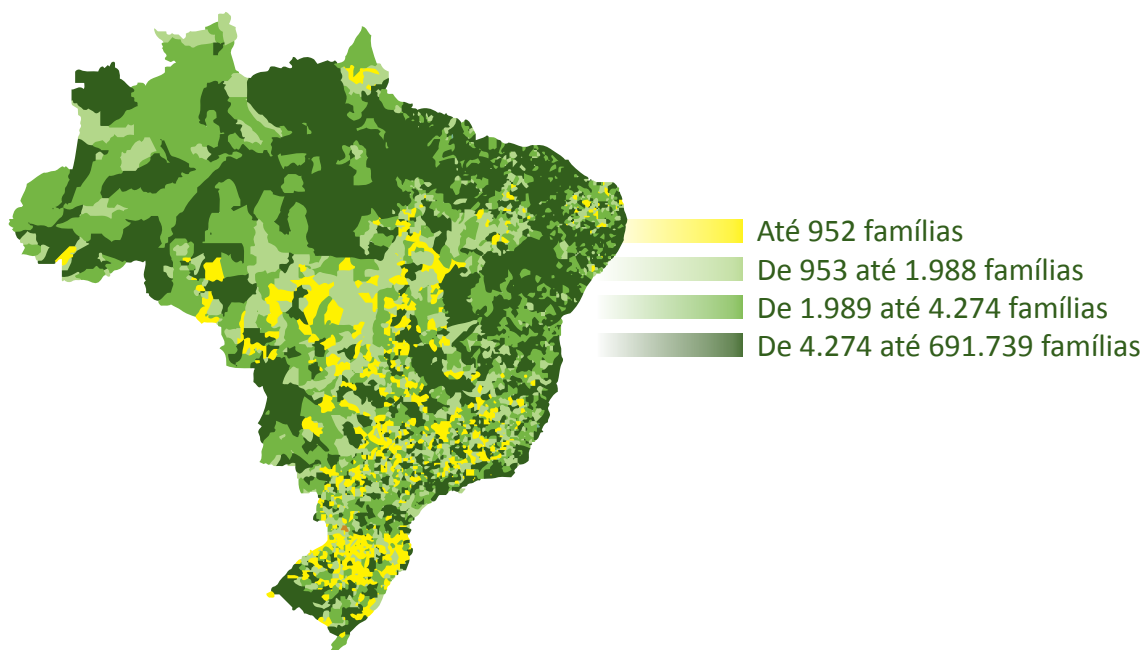 Até 952 famílias
De 953 até 1.988 famílias
De 1.989 até 4.274 famílias
De 4.274 até 691.739 famílias